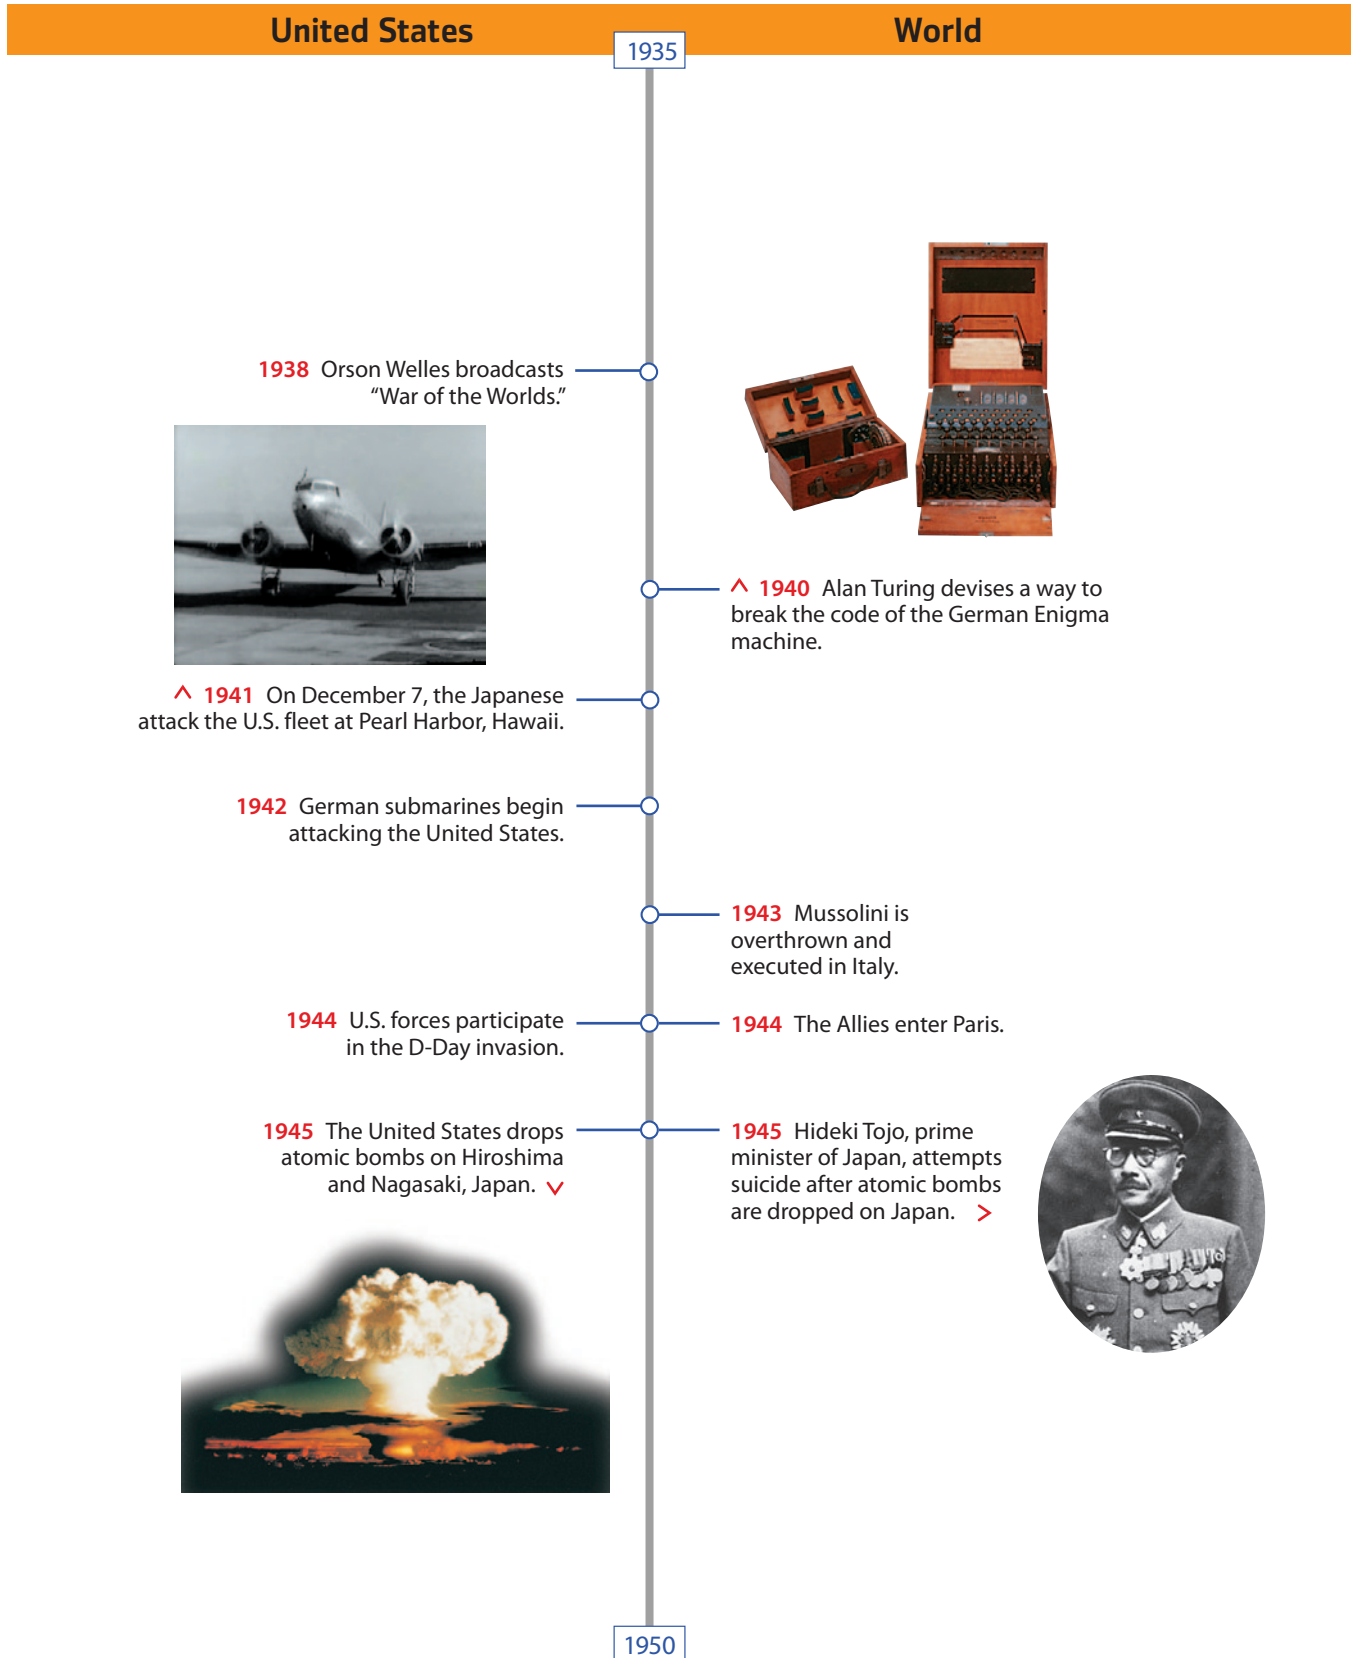 United States
World
1935
1938 Orson Welles broadcasts
“War of the Worlds.”
^ 1940 Alan Turing devises a way to
break the code of the German Enigma
machine.
^ 1941 On December 7, the Japanese
attack the U.S. fleet at Pearl Harbor, Hawaii.
1942 German submarines begin
attacking the United States.
1943 Mussolini is
overthrown and
executed in Italy.
1944 U.S. forces participate
in the D-Day invasion.
1944 The Allies enter Paris.
1945 The United States drops
atomic bombs on Hiroshima
and Nagasaki, Japan. v
1945 Hideki Tojo, prime
minister of Japan, attempts
suicide after atomic bombs
are dropped on Japan. >
1950